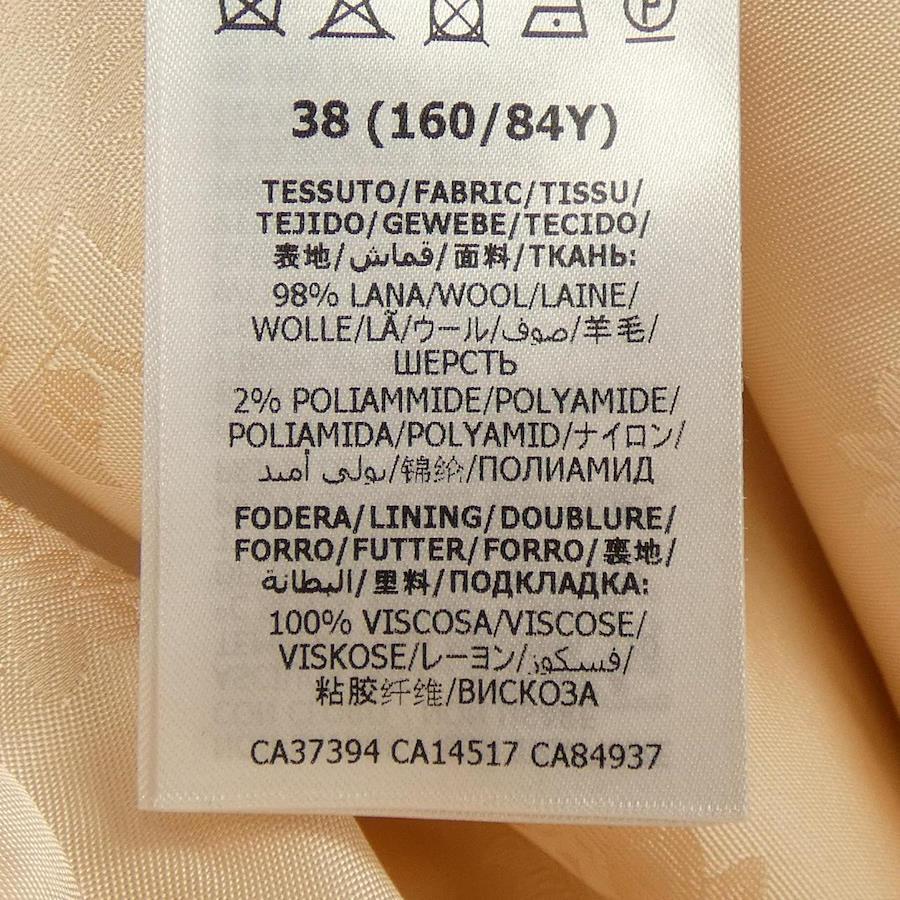 P
38 (160/84Y)
TESSUTO/FABRIC/TISSU/
TEJIDO/GEWEBE/TECIDO/
表地/قماش/面料/ТКАНЬ:
98% LANA/WOOL/LAINE/
WOLLE/LÃ/ウール/صوف/羊毛/
ШЕРСТЬ
2% POLIAMMIDE/POLYAMIDE/
POLIAMIDA/POLYAMID/ナイロン/
بولي أميد/锦纶/ПОЛИАМИД
FODERA/LINING/DOUBLURE/
FORRO/FUTTER/FORRO/裏地/
البطانة/里料/ПОДКЛАДКА:
100% VISCOSA/VISCOSE/
VISKOSE/レーヨン/فسكوز/
粘胶纤维/ВИСКОЗА
CA37394 CA14517 CA84937